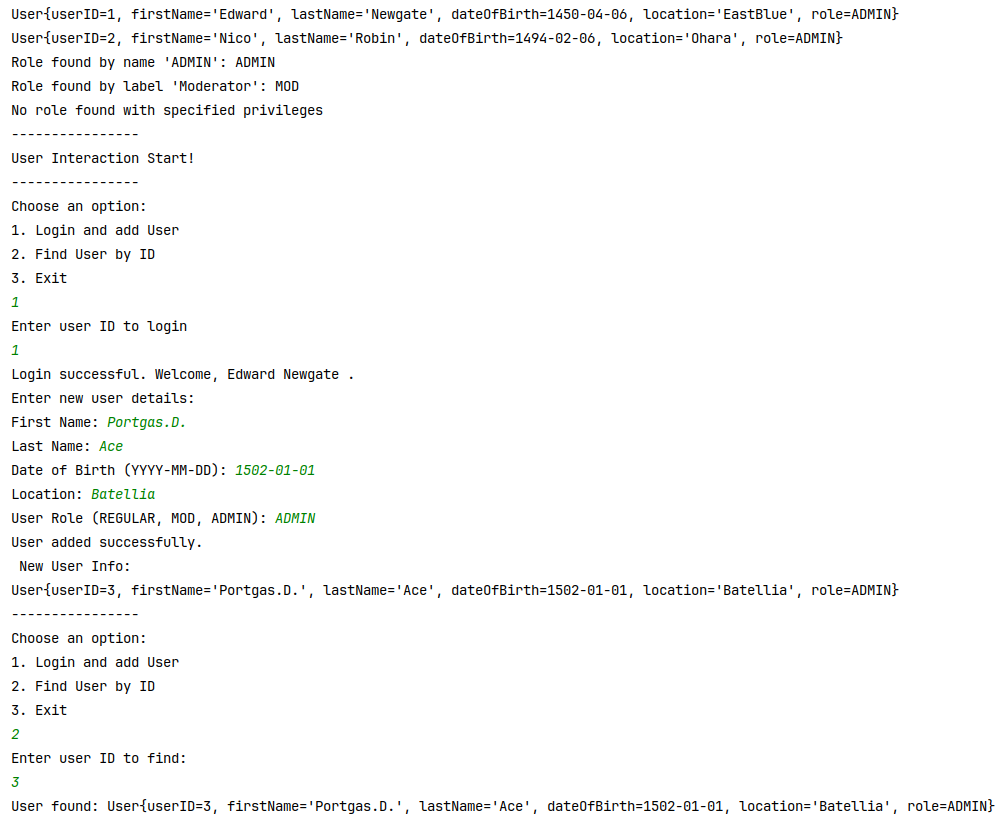 User{userID=1, firstName='Edward', lastName='Newgate', dateOfBirth=1450-04-06, location='EastBlue', role=ADMIN}
User{userID=2, firstName='Nico', lastName='Robin', dateOfBirth=1494-02-06, location='Ohara', role=ADMIN}
Role found by name 'ADMIN': ADMIN
Role found by label 'Moderator': MOD
No role found with specified privileges
----------------
User Interaction Start!
----------------
Choose an option:
1. Login and add User
2. Find User by ID
3. Exit
1
Enter user ID to login
1
Login successful. Welcome, Edward Newgate .
Enter new user details:
First Name: Portgas.D.
Last Name: Ace
Date of Birth (YYYY-MM-DD): 1502-01-01
Location: Batellia
User Role (REGULAR, MOD, ADMIN): ADMIN
User added successfully.
 New User Info:
User{userID=3, firstName='Portgas.D.', lastName='Ace', dateOfBirth=1502-01-01, location='Batellia', role=ADMIN}
----------------
Choose an option:
1. Login and add User
2. Find User by ID
3. Exit
2
Enter user ID to find:
3
User found: User{userID=3, firstName='Portgas.D.', lastName='Ace', dateOfBirth=1502-01-01, location='Batellia', role=ADMIN}